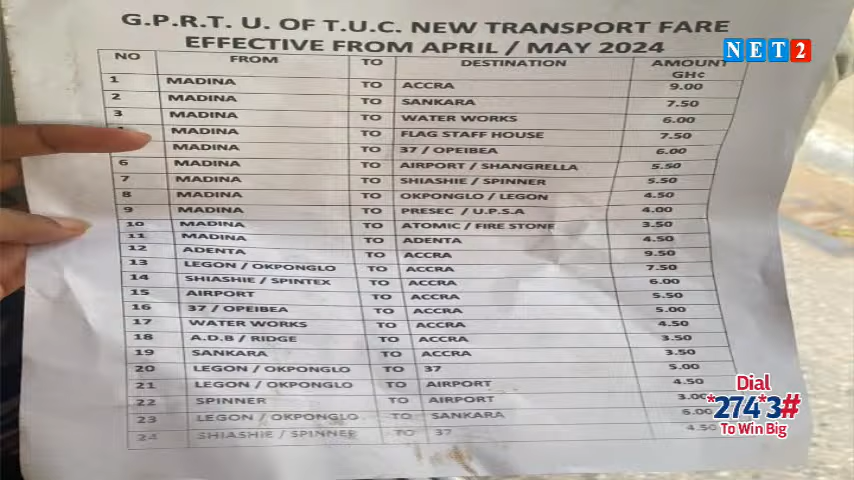 G.P.R.T. U. OF T.U.C. NEW TRANSPORT FARE
EFFECTIVE FROM APRIL / MAY 2024
NET2
NO FROM TO DESTINATION AMOUNT GH¢
1 MADINA TO ACCRA 9.00
2 MADINA TO SANKARA 7.50
3 MADINA TO WATER WORKS 6.00
MADINA TO FLAG STAFF HOUSE 7.50
MADINA TO 37 / OPEIBEA 6.00
6 MADINA TO AIRPORT / SHANGRELLA 5.50
7 MADINA TO SHIASHIE / SPINNER 5.50
8 MADINA TO OKPONGLO / LEGON 4.50
9 MADINA TO PRESEC / U.P.S.A 4.00
10 MADINA TO ATOMIC / FIRE STONE 3.50
11 MADINA TO ADENTA 4.50
12 ADENTA TO ACCRA 9.50
13 LEGON / OKPONGLO TO ACCRA 7.50
14 SHIASHIE / SPINTEX TO ACCRA 6.00
15 AIRPORT TO ACCRA 5.50
16 37 / OPEIBEA TO ACCRA 5.00
17 WATER WORKS TO ACCRA 4.50
18 A.D.B / RIDGE TO ACCRA 3.50
19 SANKARA TO ACCRA 3.50
20 LEGON / OKPONGLO TO 37 5.00
21 LEGON / OKPONGLO TO AIRPORT 4.50
22 SPINNER TO AIRPORT 3.00
23 LEGON / OKPONGLO TO SANKARA 6.00
24 SHIASHIE / SPINNER TO 37 4.50
Dial
*274*3#
To Win Big